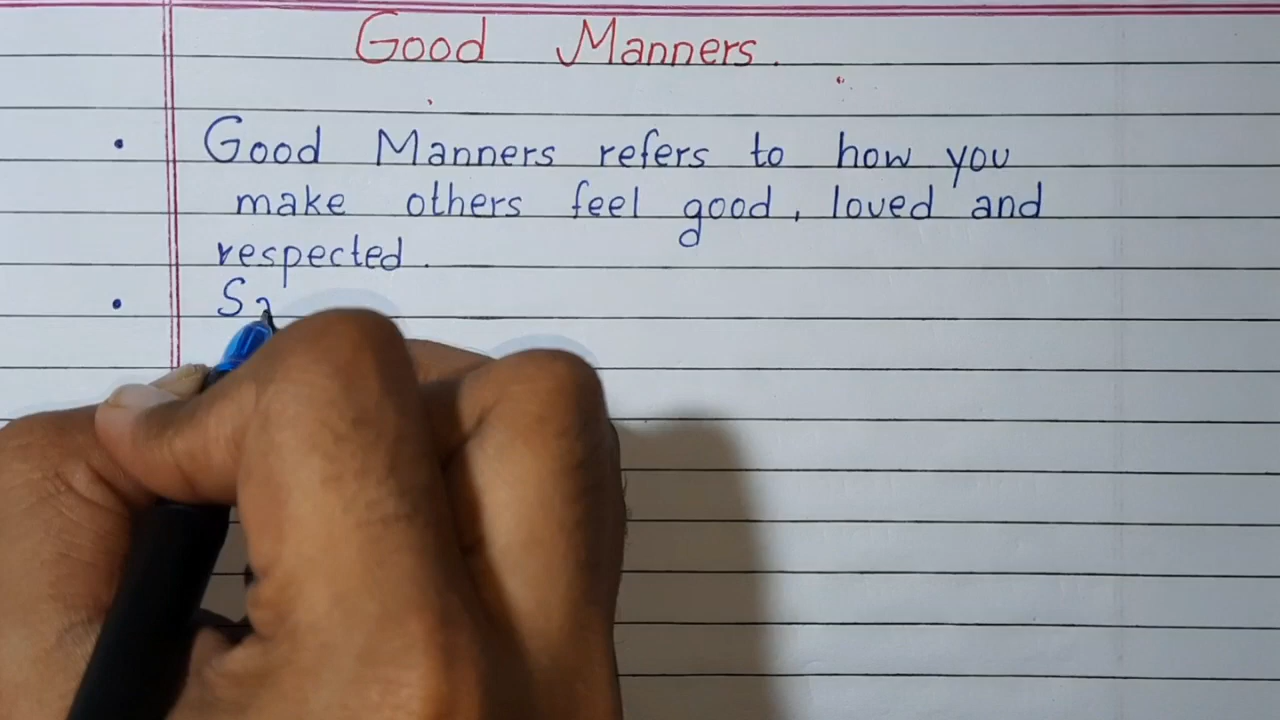 Good Manners.
• Good Manners refers to how you
make others feel good, loved and
respected.
• S